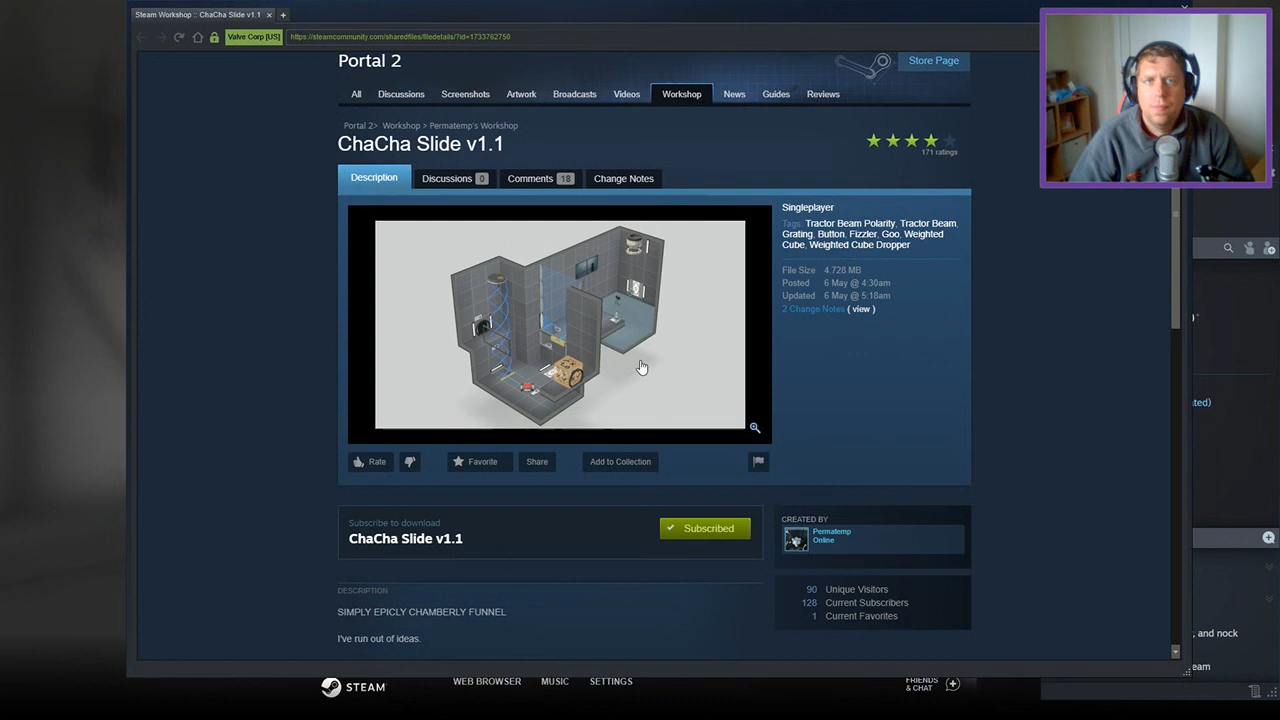 Steam Workshop :: ChaCha Slide v1.1
Valve Corp [US]
https://steamcommunity.com/sharedfiles/filedetails/?id=1733762750
Portal 2
Store Page
All Discussions Screenshots Artwork Broadcasts Videos Workshop News Guides Reviews
Portal 2> Workshop > Permatemp's Workshop
ChaCha Slide v1.1
171 ratings
Description Discussions 0 Comments 18 Change Notes
Singleplayer
Tags: Tractor Beam Polarity, Tractor Beam,
Grating, Button, Fizzler, Goo, Weighted
Cube, Weighted Cube Dropper
File Size 4.728 MB
Posted 6 May @ 4:30am
Updated 6 May @ 5:18am
2 Change Notes ( view )
Rate Favorite Share Add to Collection
Subscribe to download
ChaCha Slide v1.1
Subscribed
CREATED BY
Permatemp
Online
DESCRIPTION
SIMPLY EPICLY CHAMBERLY FUNNEL
I've run out of ideas.
90 Unique Visitors
128 Current Subscribers
1 Current Favorites
ted)
, and nock
eam
STEAM
WEB BROWSER MUSIC SETTINGS
FRIENDS
& CHAT